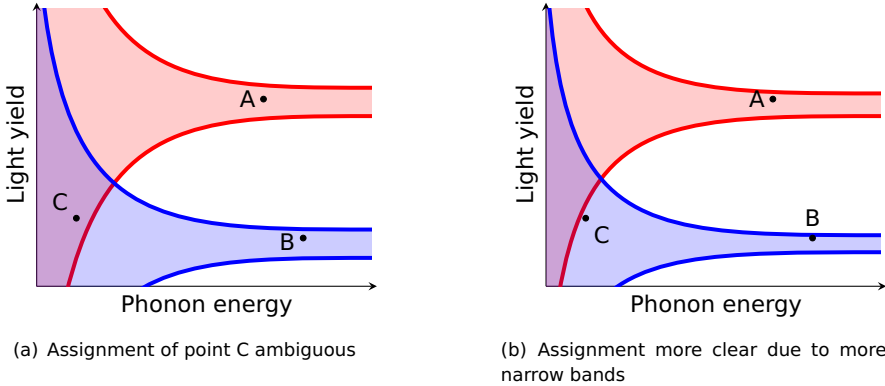 Light yield
A
C
B
Phonon energy
(a) Assignment of point C ambiguous
Light yield
A
B
C
Phonon energy
(b) Assignment more clear due to more
narrow bands